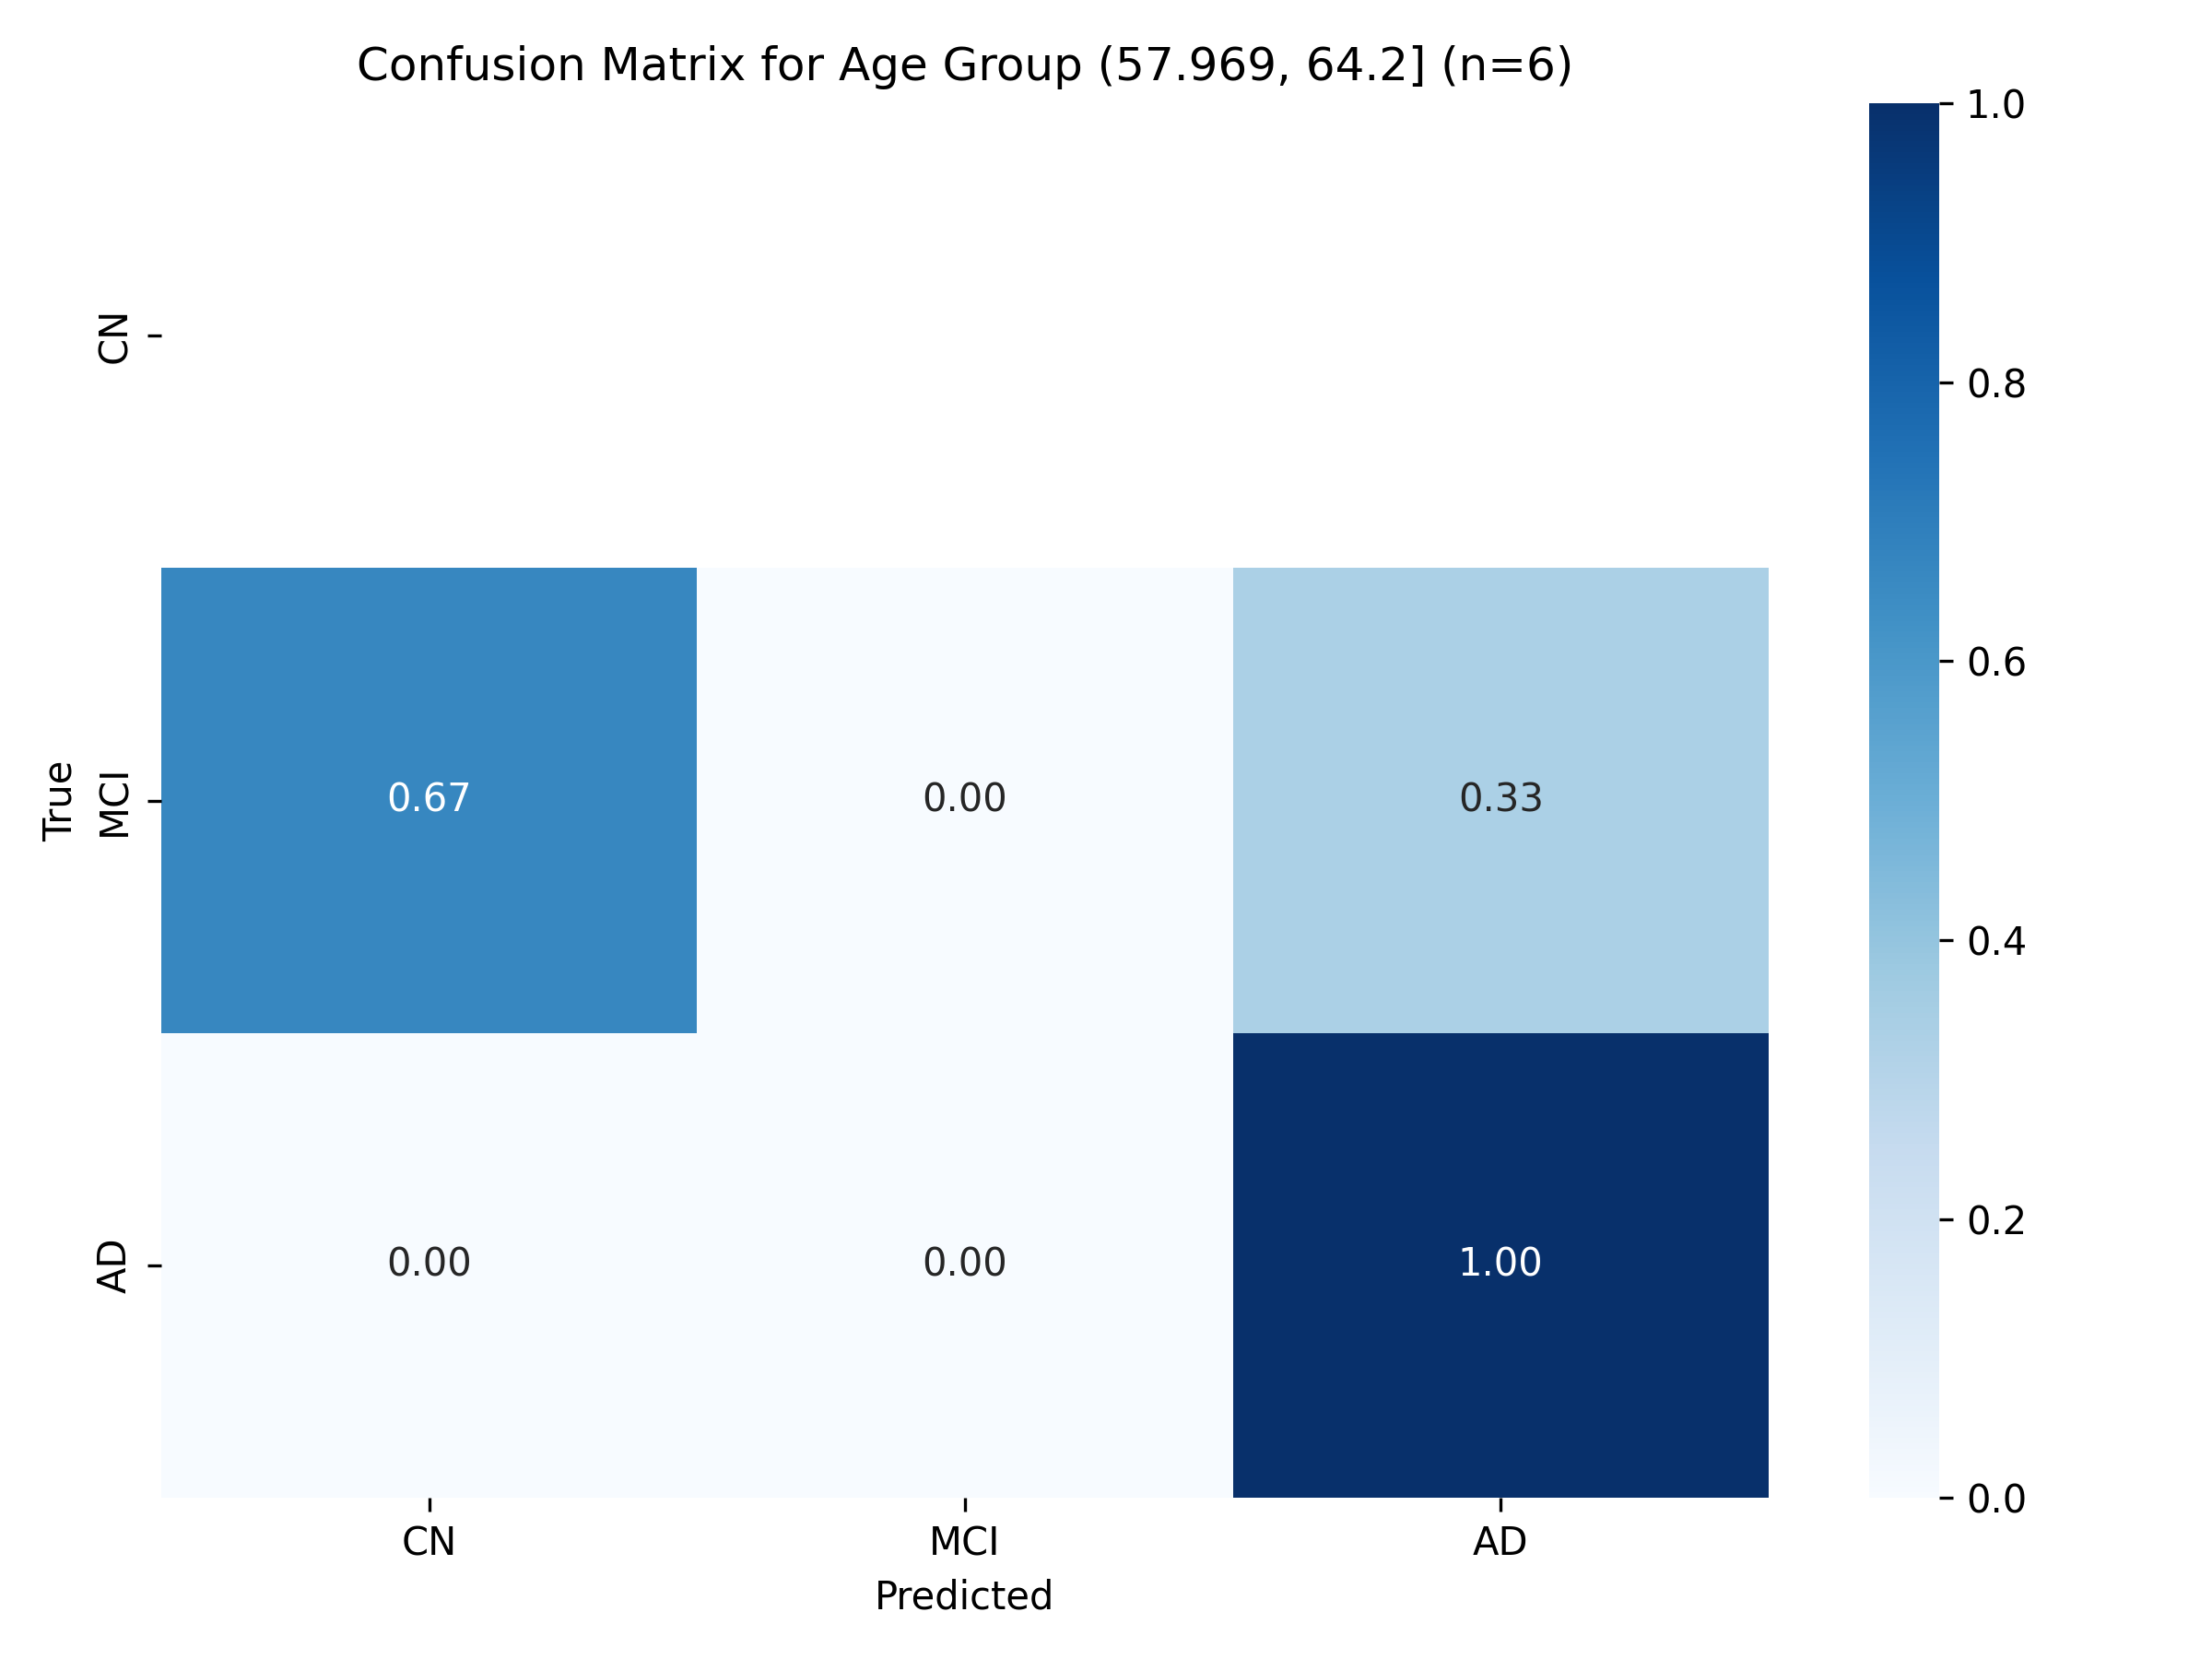 Confusion Matrix for Age Group (57.969, 64.2] (n=6)
CN
MCI
AD
True
0.67 0.00 0.33
0.00 0.00 1.00
CN MCI AD
Predicted
1.0
0.8
0.6
0.4
0.2
0.0